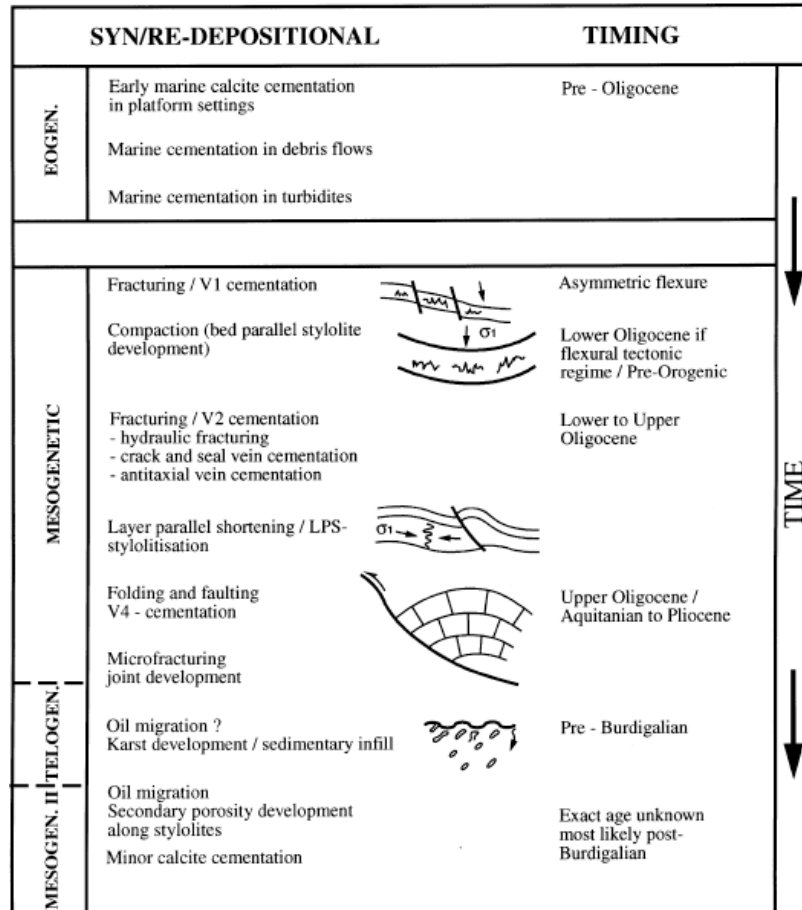 SYN/RE-DEPOSITIONAL TIMING
EOGEN.
Early marine calcite cementation
in platform settings
Pre - Oligocene
Marine cementation in debris flows
Marine cementation in turbidites
MESOGENETIC
Fracturing / V1 cementation
Asymmetric flexure
σ1
Compaction (bed parallel stylolite
development)
Lower Oligocene if
flexural tectonic
regime / Pre-Orogenic
Fracturing / V2 cementation
- hydraulic fracturing
- crack and seal vein cementation
- antitaxial vein cementation
Lower to Upper
Oligocene
Layer parallel shortening / LPS-
stylolitisation
σ1
Folding and faulting
V4 - cementation
Upper Oligocene /
Aquitanian to Pliocene
Microfracturing
joint development
TELOGEN.
Oil migration ?
Karst development / sedimentary infill
Pre - Burdigalian
MESOGEN. II
Oil migration
Secondary porosity development
along stylolites
Minor calcite cementation
Exact age unknown
most likely post-
Burdigalian
TIME